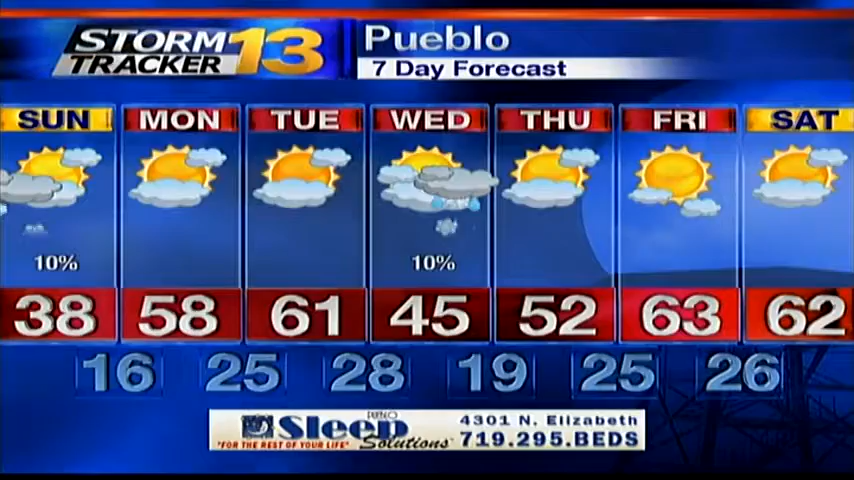 STORM
TRACKER 13
Pueblo
7 Day Forecast
SUN MON TUE WED THU FRI SAT
10% 10%
38 58 61 45 52 63 62
16 25 28 19 25 26
PUEBLO
Sleep
Solutions
"FOR THE REST OF YOUR LIFE"
4301 N. Elizabeth
719.295.BEDS